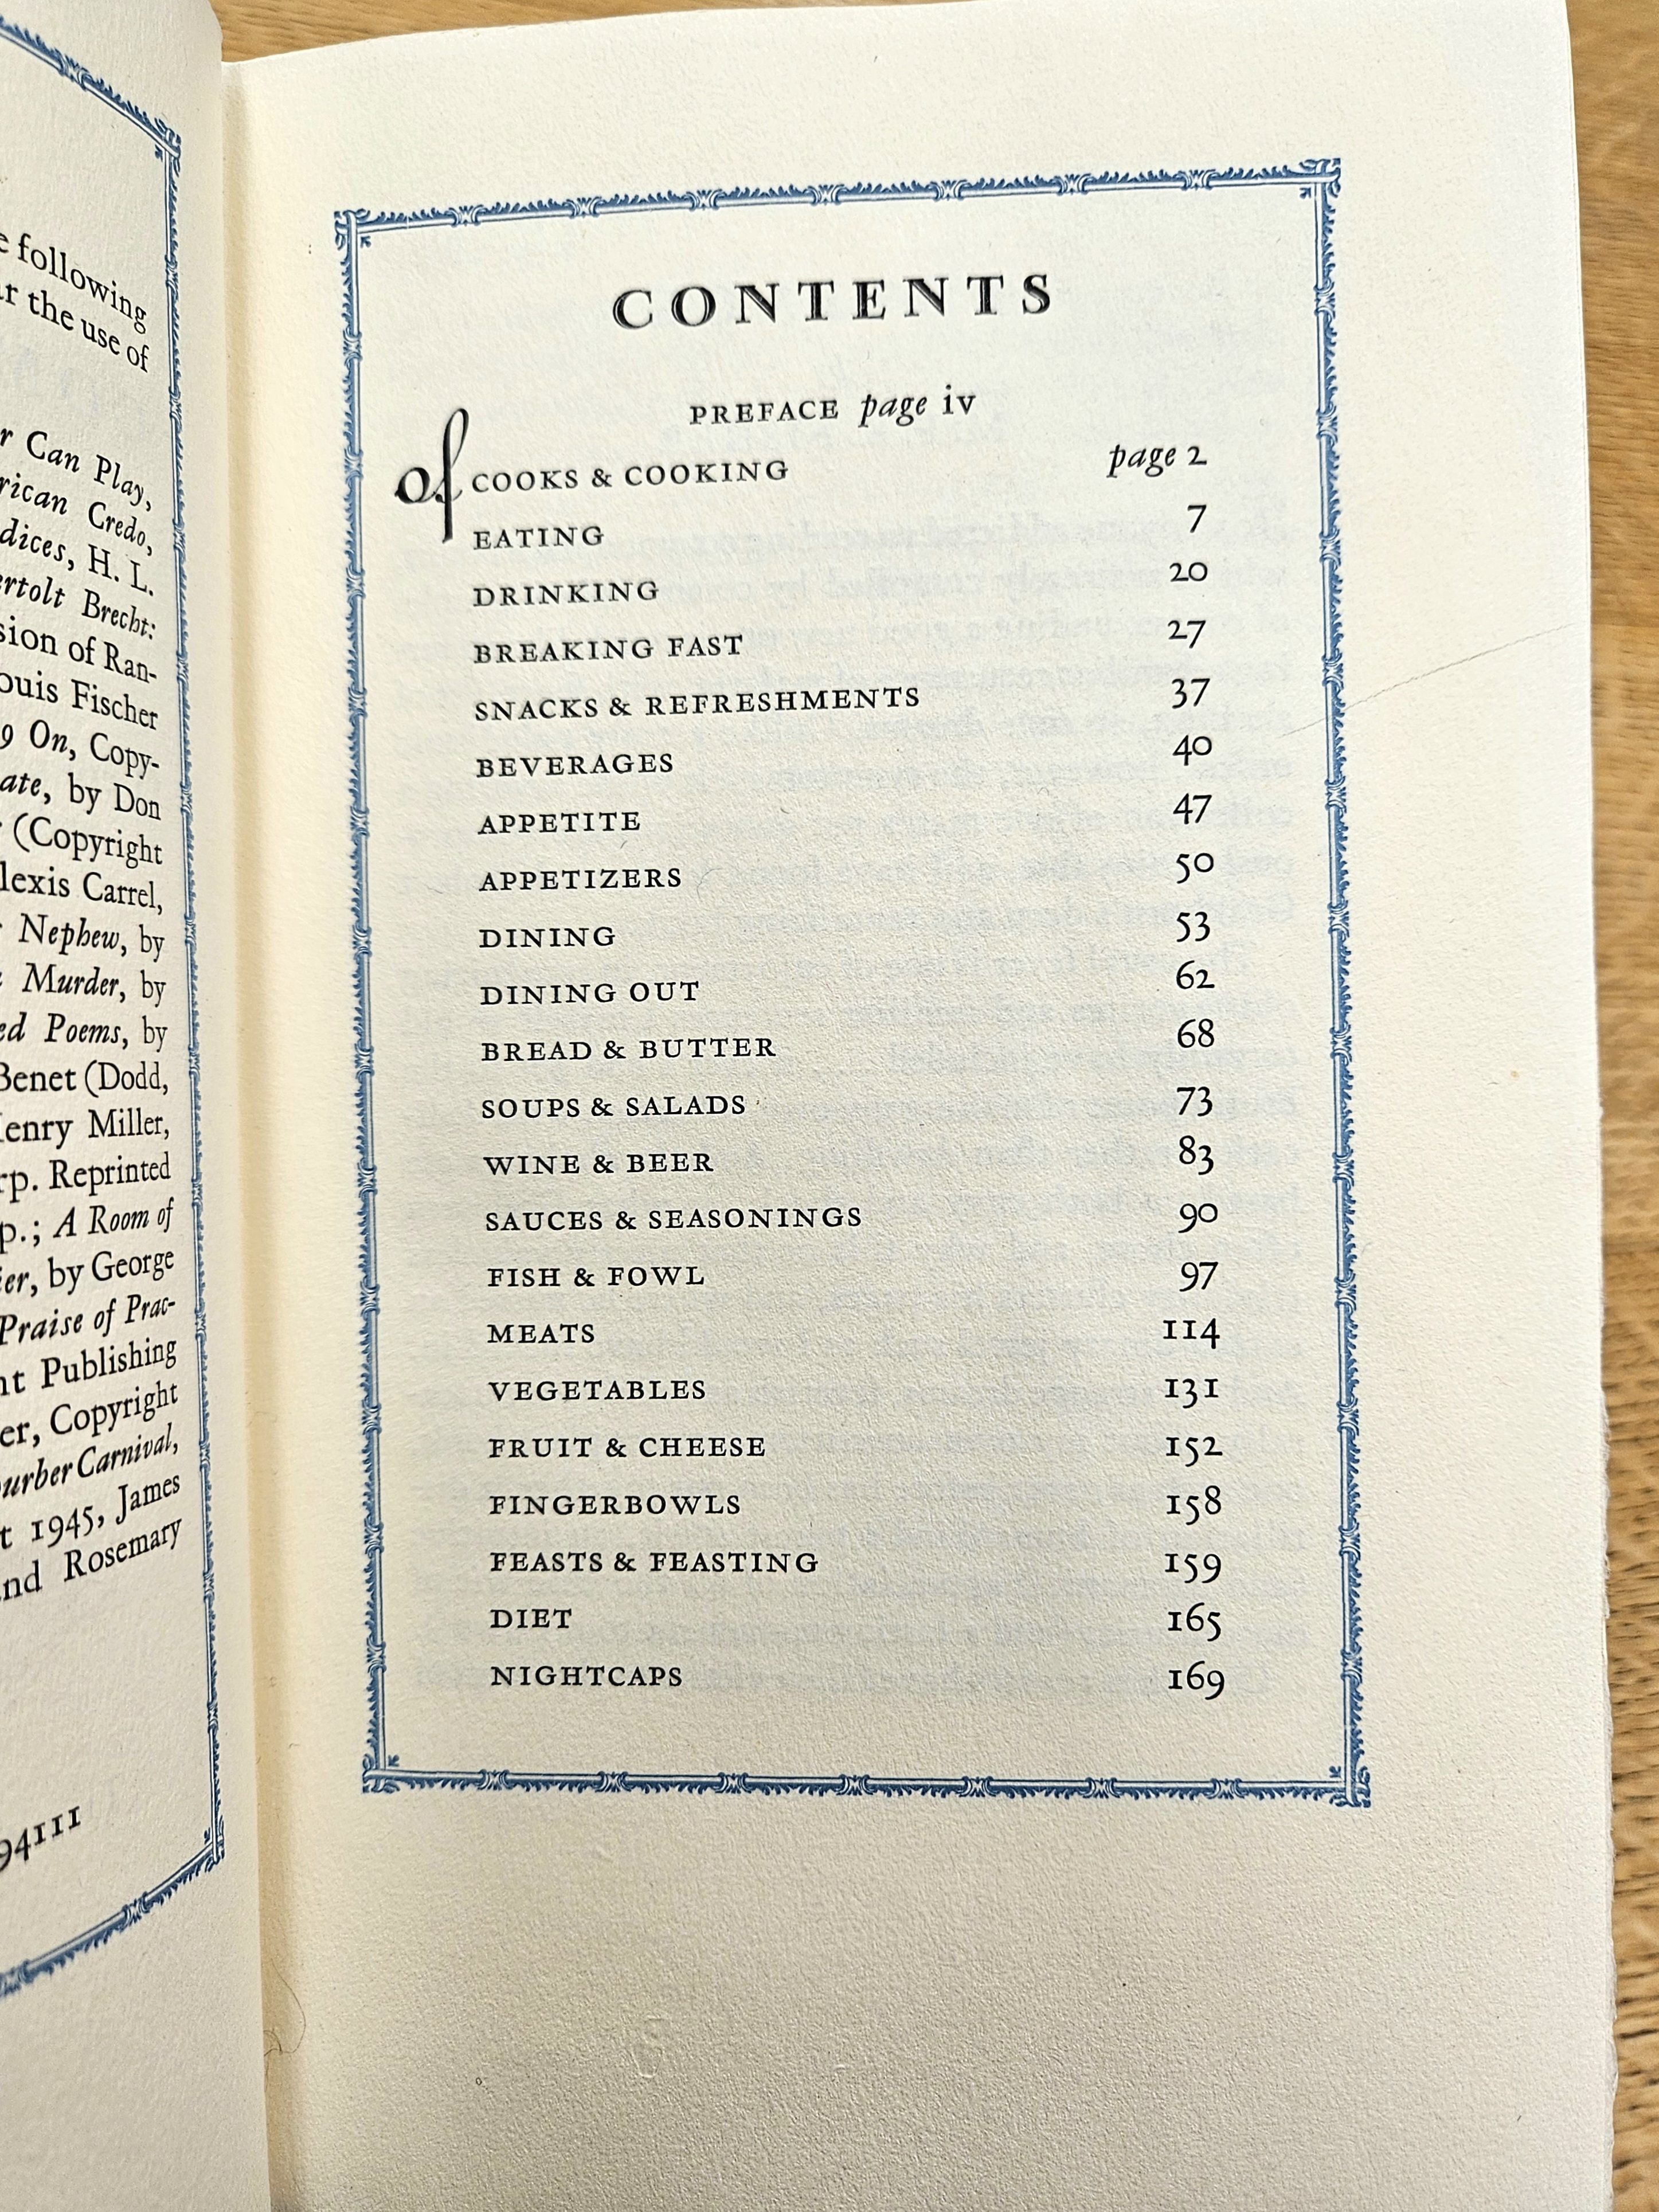 e following
r the use of
r Can Play,
rican Credo,
dices, H. L.
ertolt Brecht:
sion of Ran-
ouis Fischer
9 On, Copy-
ate, by Don
(Copyright
lexis Carrel,
Nephew, by
Murder, by
ed Poems, by
Benet (Dodd,
Henry Miller,
rp. Reprinted
p.; A Room of
ier, by George
Praise of Prac-
nt Publishing
er, Copyright
urber Carnival,
t 1945, James
nd Rosemary
94111
CONTENTS
PREFACE page iv
of COOKS & COOKING page 2
EATING 7
DRINKING 20
BREAKING FAST 27
SNACKS & REFRESHMENTS 37
BEVERAGES 40
APPETITE 47
APPETIZERS 50
DINING 53
DINING OUT 62
BREAD & BUTTER 68
SOUPS & SALADS 73
WINE & BEER 83
SAUCES & SEASONINGS 90
FISH & FOWL 97
MEATS 114
VEGETABLES 131
FRUIT & CHEESE 152
FINGERBOWLS 158
FEASTS & FEASTING 159
DIET 165
NIGHTCAPS 169